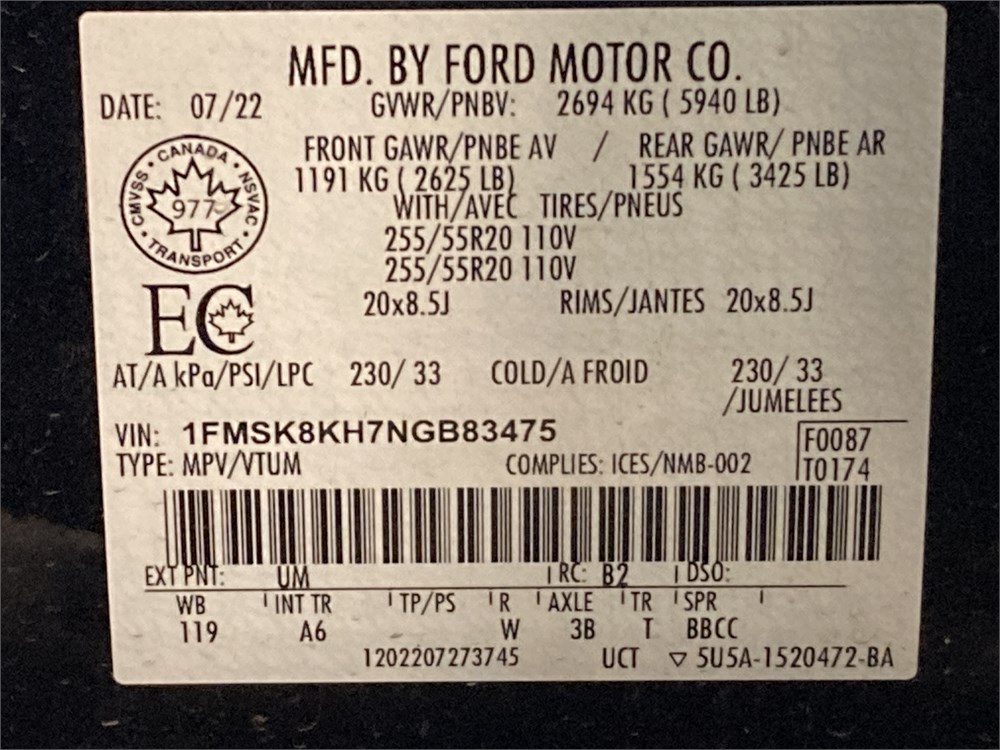 MFD. BY FORD MOTOR CO.
DATE: 07/22 GVWR/PNBV: 2694 KG ( 5940 LB)
FRONT GAWR/PNBE AV / REAR GAWR/ PNBE AR
1191 KG ( 2625 LB) 1554 KG ( 3425 LB)
WITH/AVEC TIRES/PNEUS
255/55R20 110V
255/55R20 110V
CANADA
CMVSS 977 NSVAC
TRANSPORT
EC
20x8.5J RIMS/JANTES 20x8.5J
AT/A kPa/PSI/LPC 230/ 33 COLD/A FROID 230/ 33
/JUMELEES
VIN: 1FMSK8KH7NGB83475 F0087
TYPE: MPV/VTUM COMPLIES: ICES/NMB-002 T0174
EXT PNT: UM RC: B2 DSO:
WB INT TR TP/PS R AXLE TR SPR
119 A6 W 3B T BBCC
1202207273745 UCT ▽ 5U5A-1520472-BA